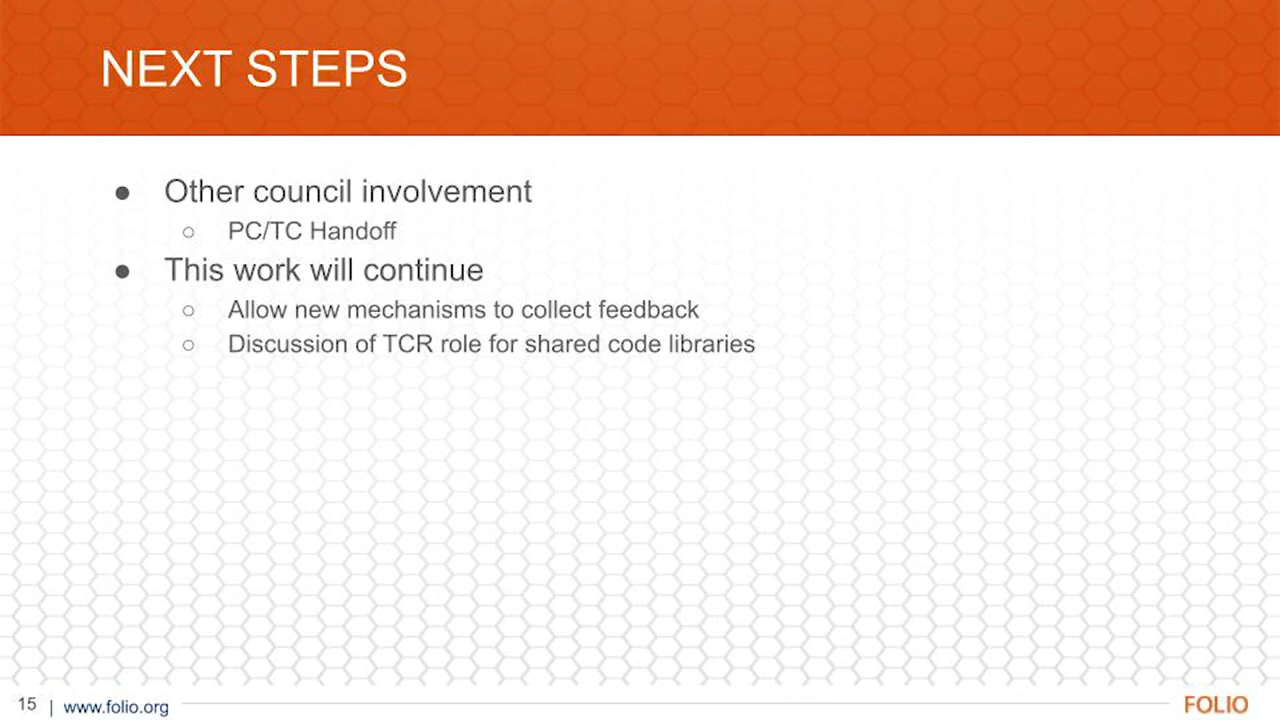 NEXT STEPS
● Other council involvement
○ PC/TC Handoff
● This work will continue
○ Allow new mechanisms to collect feedback
○ Discussion of TCR role for shared code libraries
15 | www.folio.org
FOLIO